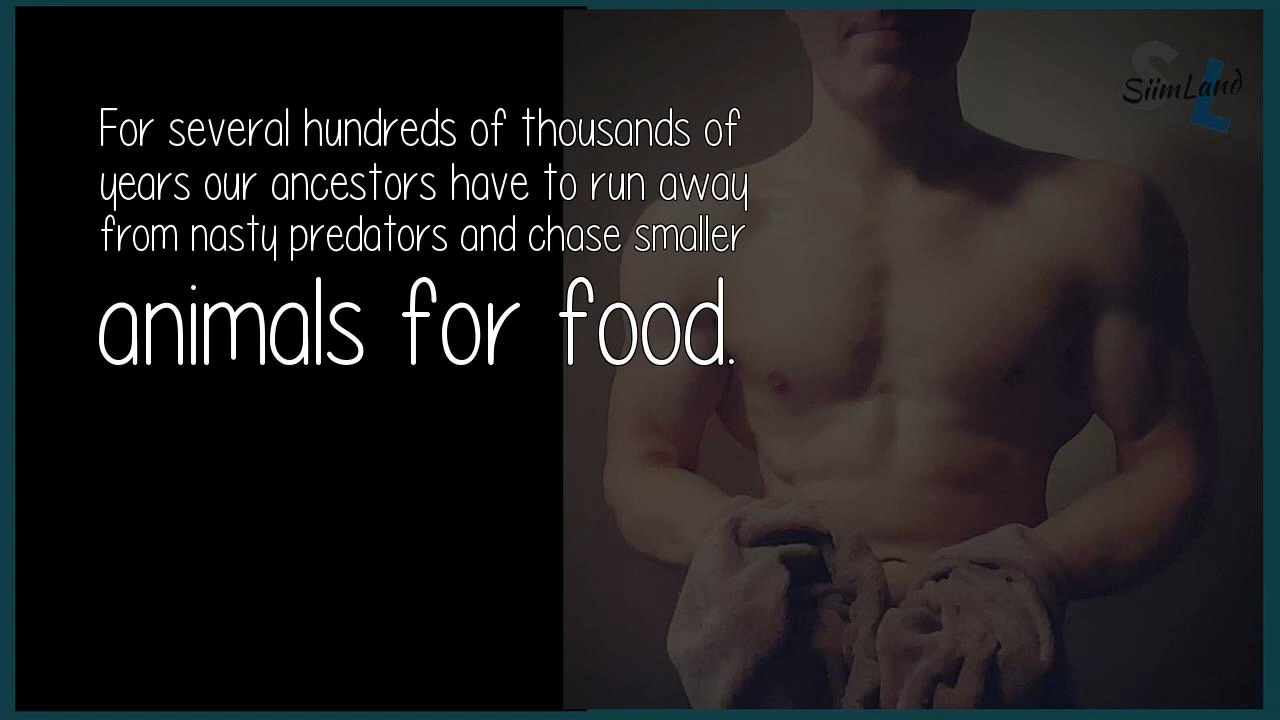 For several hundreds of thousands of
years our ancestors have to run away
from nasty predators and chase smaller
animals for food.
SL
SiimLand